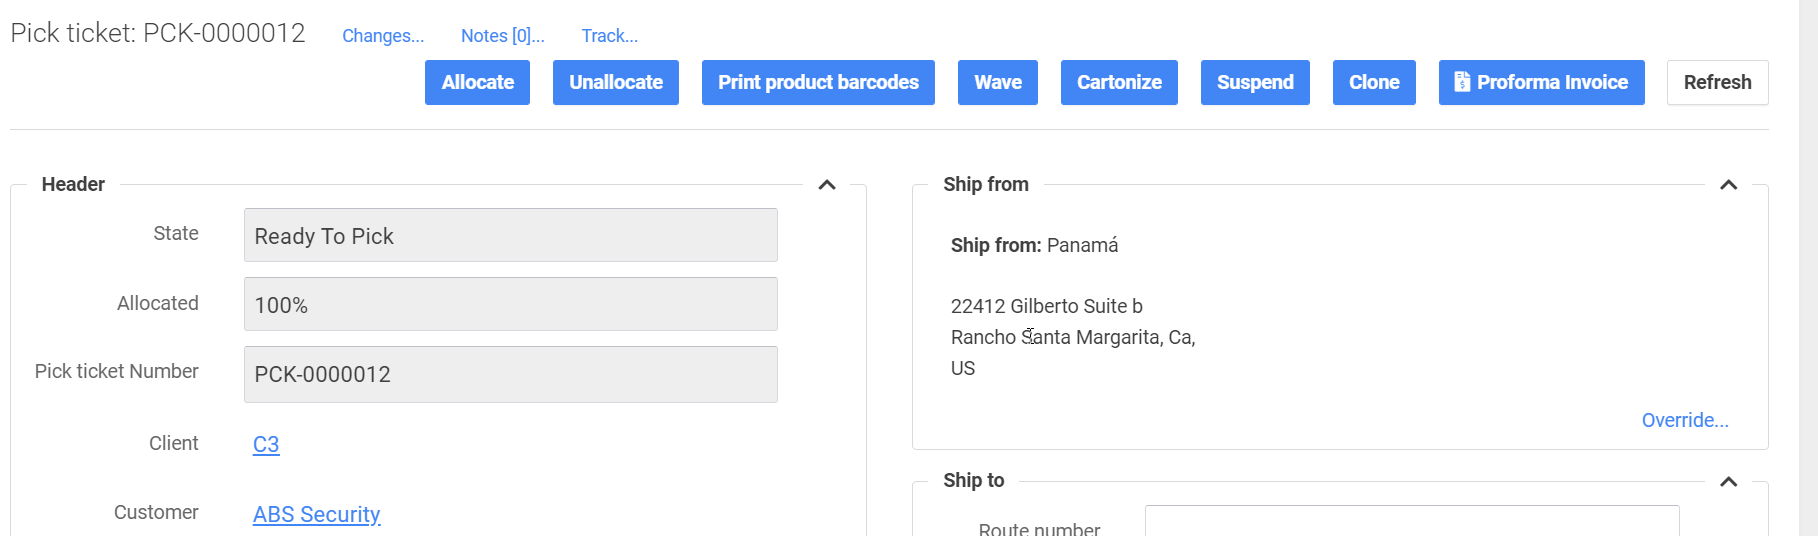 Pick ticket: PCK-0000012 Changes... Notes [0]... Track...
Allocate Unallocate Print product barcodes Wave Cartonize Suspend Clone Proforma Invoice Refresh
Header
State Ready To Pick
Allocated 100%
Pick ticket Number PCK-0000012
Client C3
Customer ABS Security
Ship from
Ship from: Panamá
22412 Gilberto Suite b
Rancho Santa Margarita, Ca,
US
Override...
Ship to
Route number